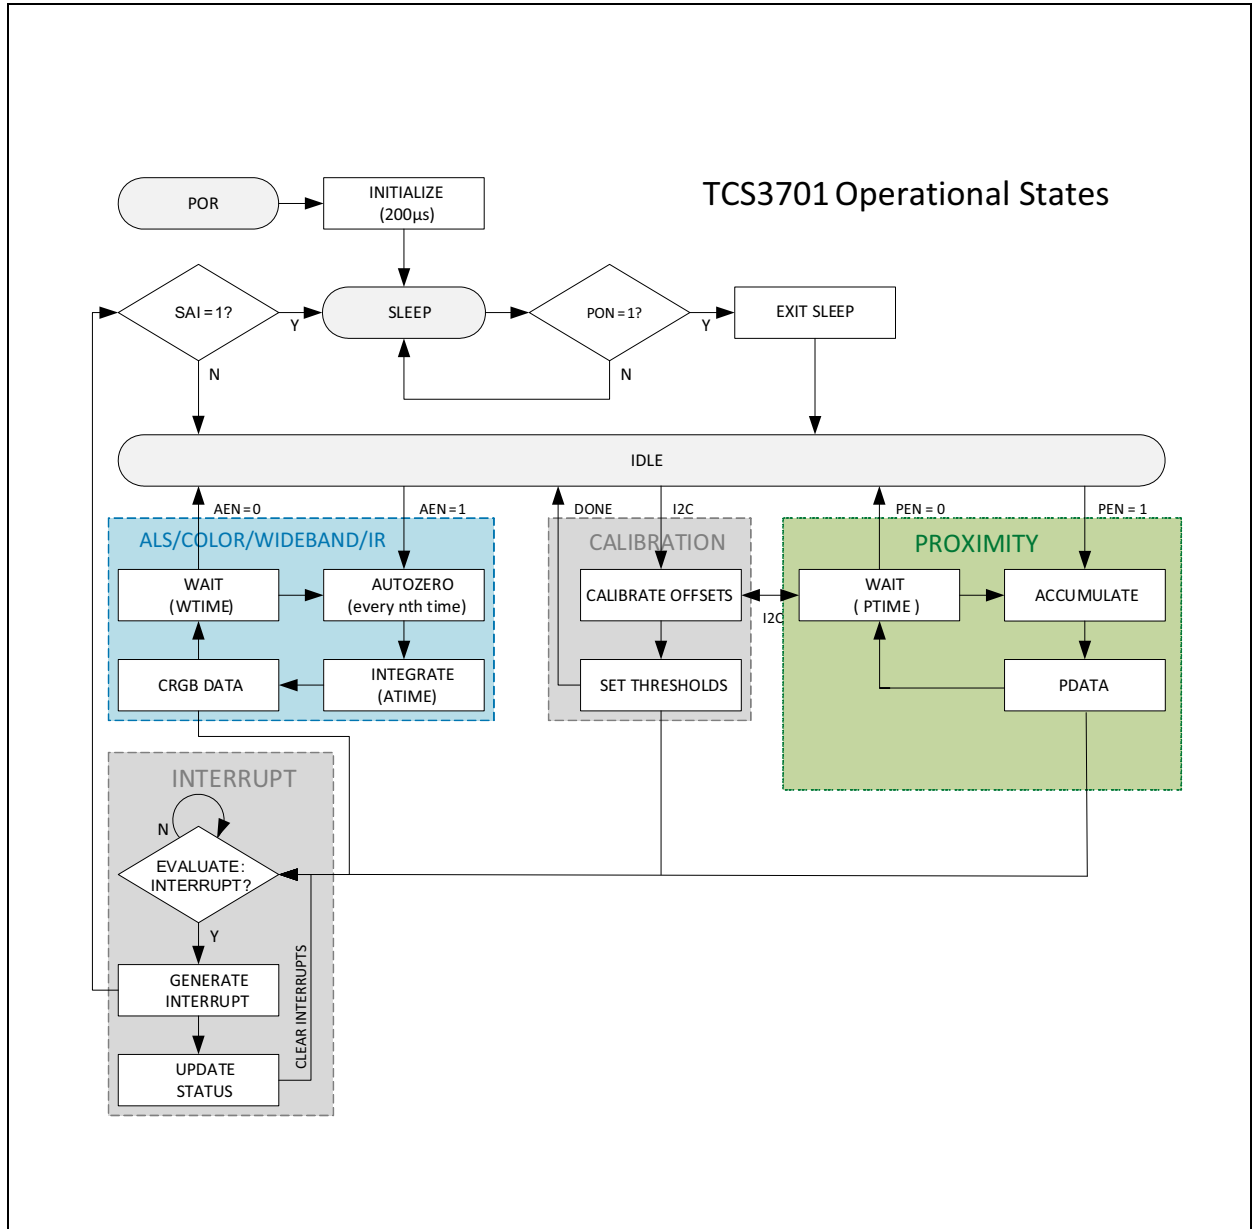 TCS3701 Operational States
POR
INITIALIZE
(200µs)
SAI = 1?
Y
N
SLEEP
PON = 1?
Y
N
EXIT SLEEP
IDLE
AEN = 0
AEN = 1
DONE
I2C
PEN = 0
PEN = 1
ALS/COLOR/WIDEBAND/IR
WAIT
(WTIME)
AUTOZERO
(every nth time)
CRGB DATA
INTEGRATE
(ATIME)
CALIBRATION
CALIBRATE OFFSETS
I2C
SET THRESHOLDS
PROXIMITY
WAIT
( PTIME )
ACCUMULATE
PDATA
INTERRUPT
N
EVALUATE:
INTERRUPT?
Y
GENERATE
INTERRUPT
CLEAR INTERRUPTS
UPDATE
STATUS